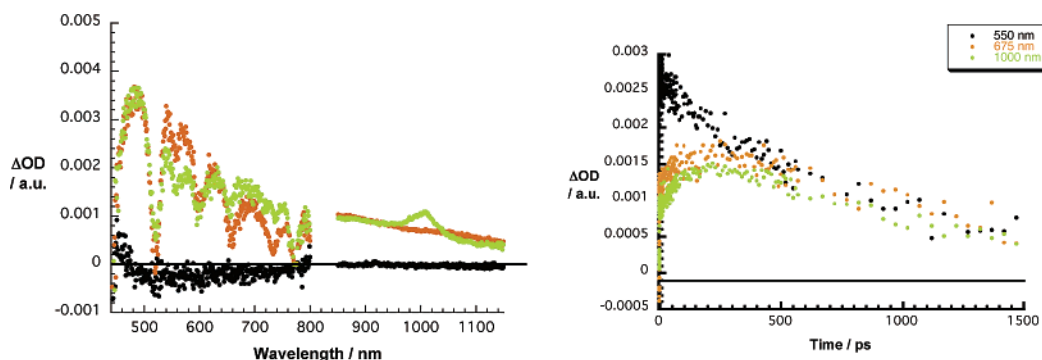 0.005
0.004
0.003
0.002
ΔOD
/ a.u.
0.001
0
-0.001
500 600 700 800 900 1000 1100
Wavelength / nm
550 nm
675 nm
1000 nm
0.003
0.0025
0.002
0.0015
ΔOD
/ a.u.
0.001
0.0005
0
-0.0005
0 500 1000 1500
Time / ps